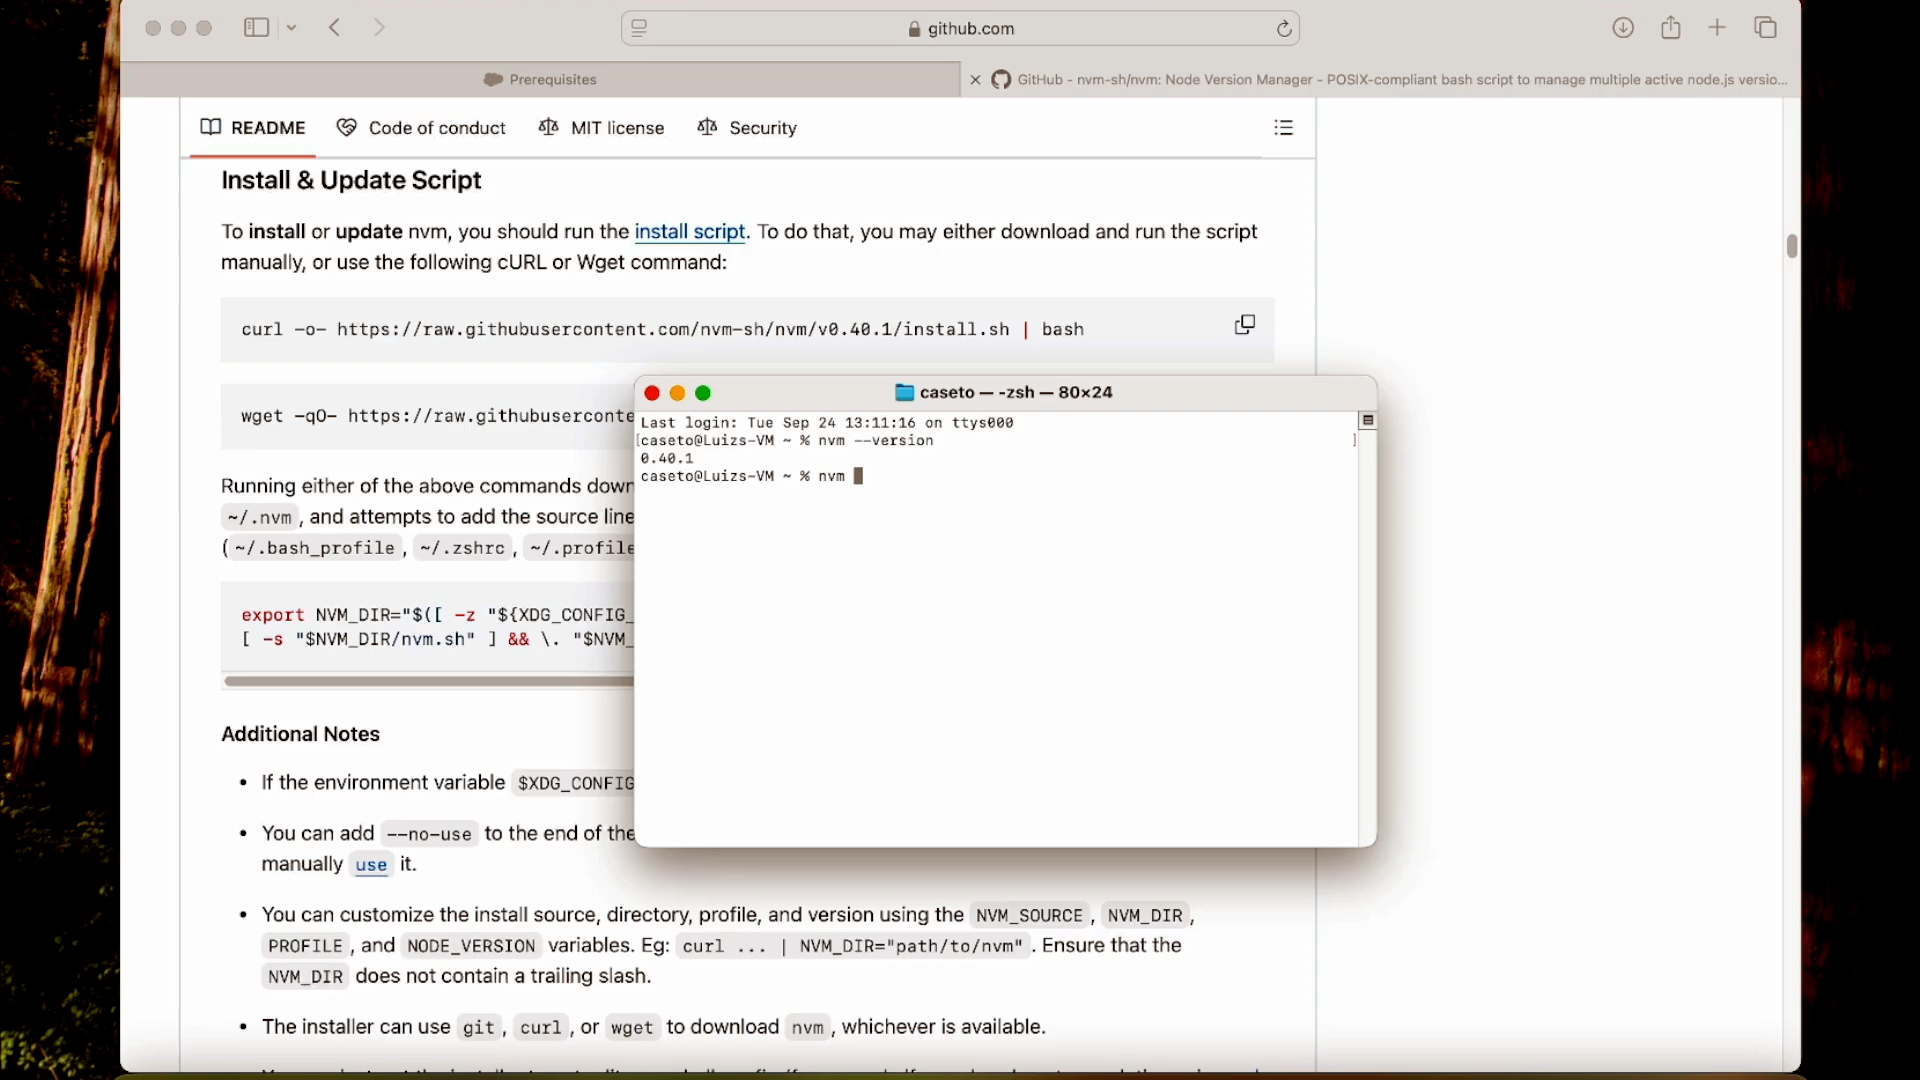 github.com
Prerequisites
GitHub - nvm-sh/nvm: Node Version Manager - POSIX-compliant bash script to manage multiple active node.js versio...
README
Code of conduct
MIT license
Security
Install & Update Script
To install or update nvm, you should run the install script. To do that, you may either download and run the script
manually, or use the following cURL or Wget command:
curl -o- https://raw.githubusercontent.com/nvm-sh/nvm/v0.40.1/install.sh | bash
wget -qO- https://raw.githubuserconte
Running either of the above commands down
~/.nvm, and attempts to add the source line
(~/.bash_profile, ~/.zshrc, ~/.profile
export NVM_DIR="$([ -z "${XDG_CONFIG_
[ -s "$NVM_DIR/nvm.sh" ] && \. "$NVM_
Additional Notes
• If the environment variable $XDG_CONFIG
• You can add --no-use to the end of the
manually use it.
• You can customize the install source, directory, profile, and version using the NVM_SOURCE, NVM_DIR,
PROFILE, and NODE_VERSION variables. Eg: curl ... | NVM_DIR="path/to/nvm". Ensure that the
NVM_DIR does not contain a trailing slash.
• The installer can use git, curl, or wget to download nvm, whichever is available.
caseto — -zsh — 80×24
Last login: Tue Sep 24 13:11:16 on ttys000
[caseto@Luizs-VM ~ % nvm --version ]
0.40.1
caseto@Luizs-VM ~ % nvm